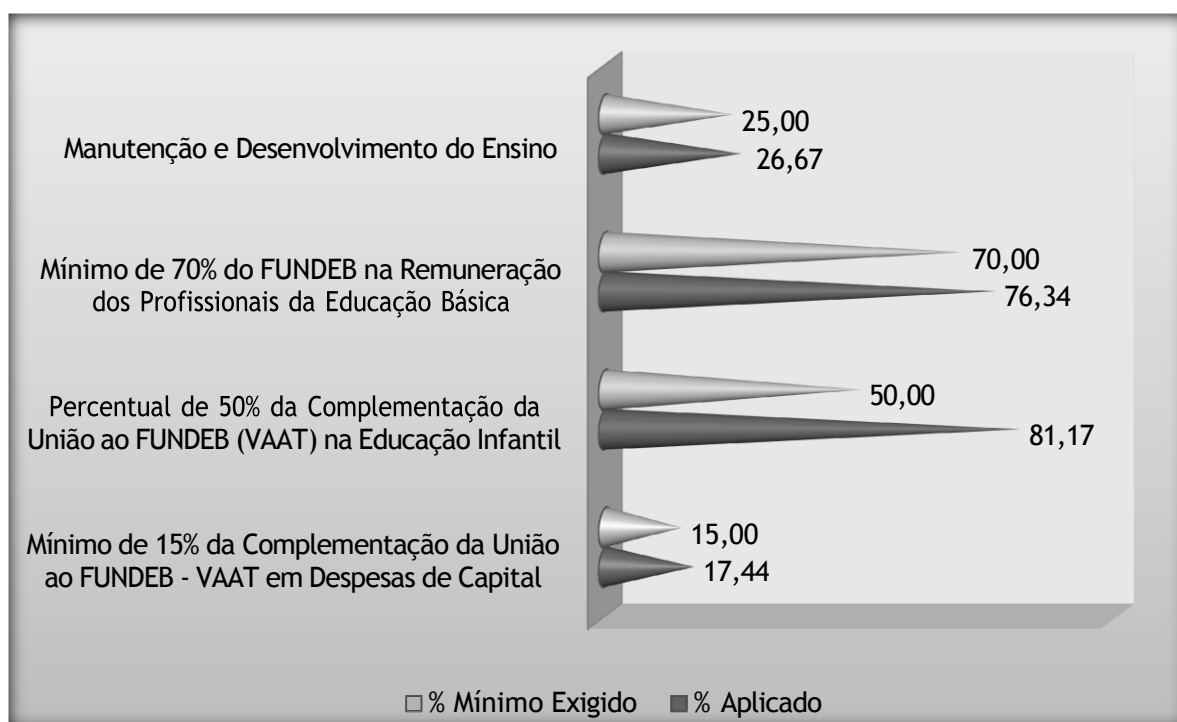 25,00
Manutenção e Desenvolvimento do Ensino
26,67
Mínimo de 70% do FUNDEB na Remuneração
dos Profissionais da Educação Básica
70,00
76,34
Percentual de 50% da Complementação da
União ao FUNDEB (VAAT) na Educação Infantil
50,00
81,17
Mínimo de 15% da Complementação da União
ao FUNDEB - VAAT em Despesas de Capital
15,00
17,44
% Mínimo Exigido
% Aplicado